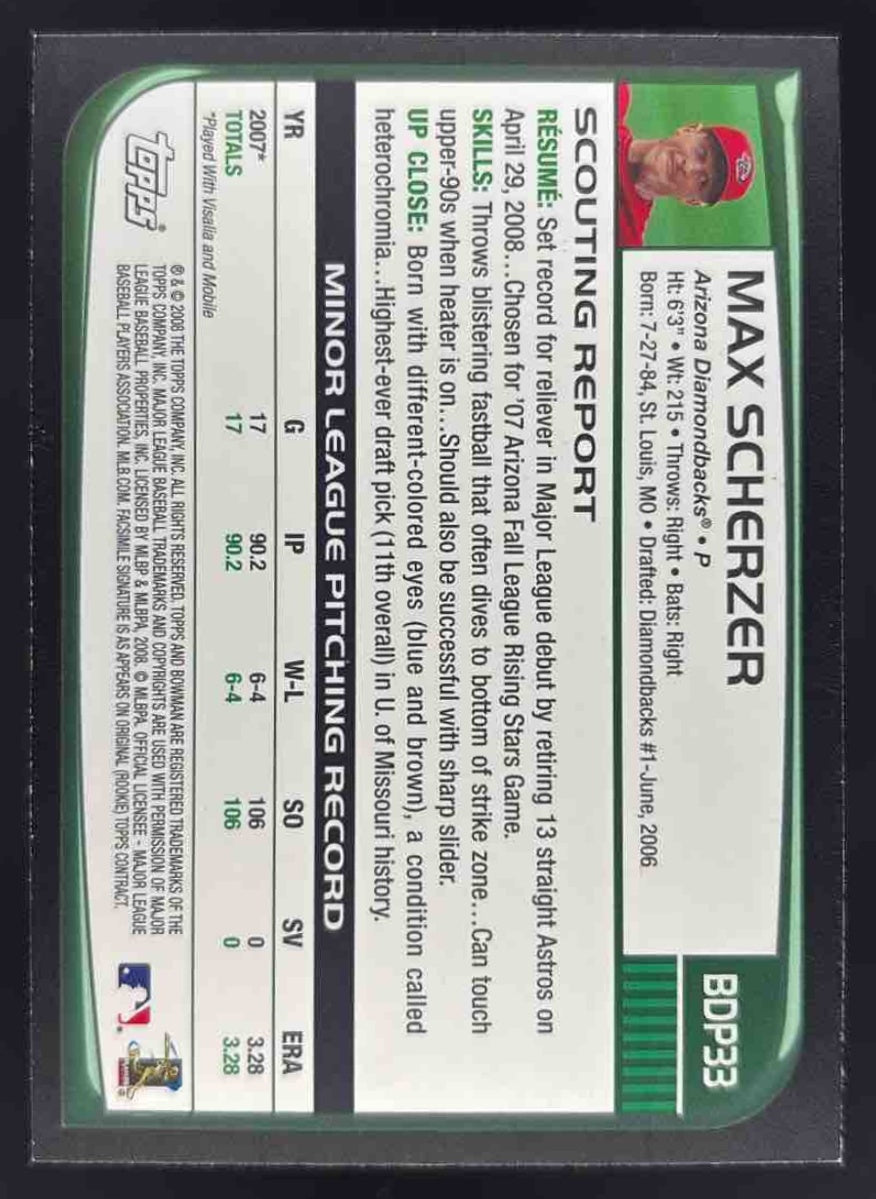 BDP33
MAX SCHERZER
Arizona Diamondbacks® • P
Ht: 6'3" • Wt: 215 • Throws: Right • Bats: Right
Born: 7-27-84, St. Louis, MO • Drafted: Diamondbacks #1-June, 2006
SCOUTING REPORT
RÉSUMÉ: Set record for reliever in Major League debut by retiring 13 straight Astros on
April 29, 2008...Chosen for '07 Arizona Fall League Rising Stars Game.
SKILLS: Throws blistering fastball that often dives to bottom of strike zone...Can touch
upper-90s when heater is on...Should also be successful with sharp slider.
UP CLOSE: Born with different-colored eyes (blue and brown), a condition called
heterochromia...Highest-ever draft pick (11th overall) in U. of Missouri history.
MINOR LEAGUE PITCHING RECORD
YR G IP W-L SO SV ERA
2007* 17 90.2 6-4 106 0 3.28
TOTALS 17 90.2 6-4 106 0 3.28
*Played With Visalia and Mobile
topps®
® & © 2008 THE TOPPS COMPANY, INC. ALL RIGHTS RESERVED. TOPPS AND BOWMAN ARE REGISTERED TRADEMARKS OF THE
TOPPS COMPANY, INC. MAJOR LEAGUE BASEBALL TRADEMARKS AND COPYRIGHTS ARE USED WITH PERMISSION OF MAJOR
LEAGUE BASEBALL PROPERTIES, INC. LICENSED BY MLBP & MLBPA, 2008. © MLBPA, OFFICIAL LICENSEE - MAJOR LEAGUE
BASEBALL PLAYERS ASSOCIATION. MLB.COM. FACSIMILE SIGNATURE IS AS APPEARS ON ORIGINAL (ROOKIE) TOPPS CONTRACT.